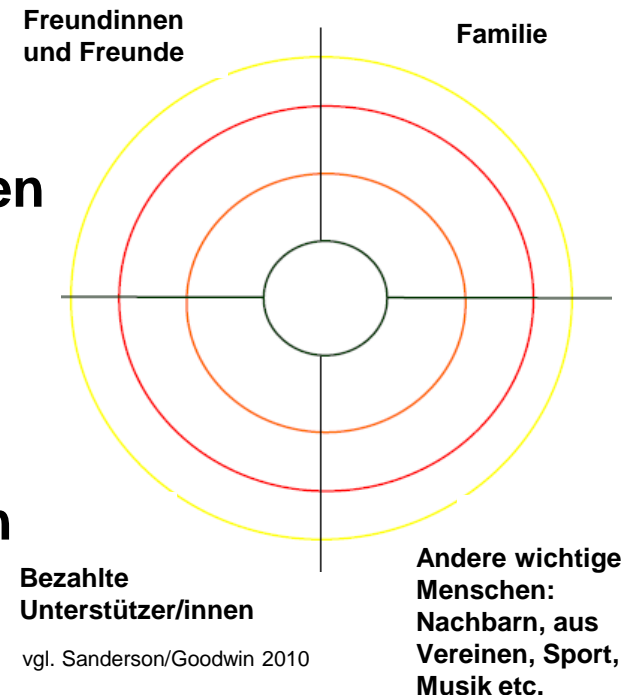 Freundinnen
und Freunde
Familie
en
n
Bezahlte
Unterstützer/innen
vgl. Sanderson/Goodwin 2010
Andere wichtige
Menschen:
Nachbarn, aus
Vereinen, Sport,
Musik etc.